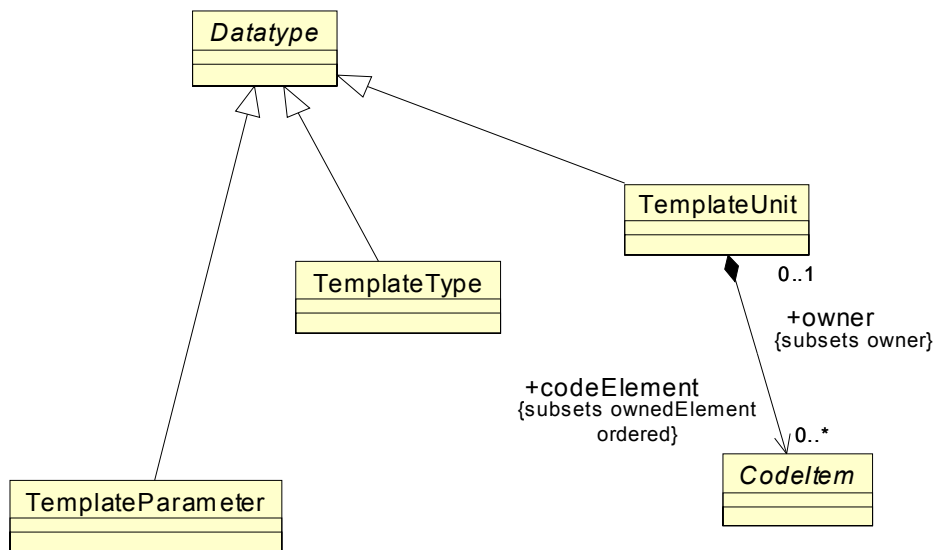 Datatype
TemplateUnit
TemplateType
0..1
+owner
{subsets owner}
+codeElement
{subsets ownedElement
ordered}
0..*
CodeItem
TemplateParameter